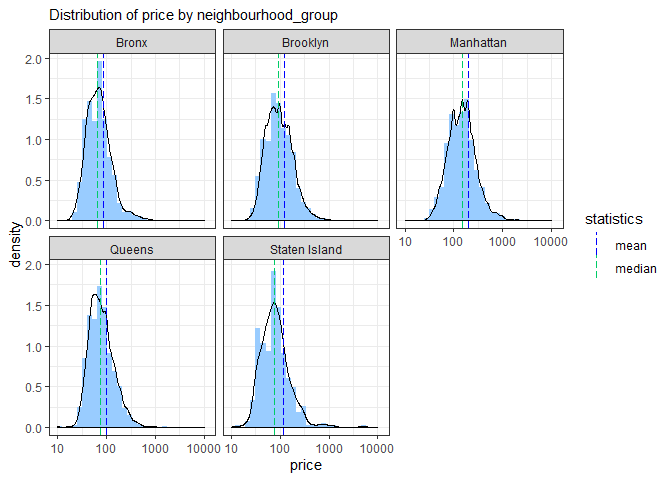 Distribution of price by neighbourhood_group
Bronx
Brooklyn
Manhattan
2.0
1.5
1.0
0.5
0.0
10
100
1000
10000
Queens
Staten Island
2.0
1.5
1.0
0.5
0.0
10
100
1000
10000
10
100
1000
10000
density
price
statistics
mean
median